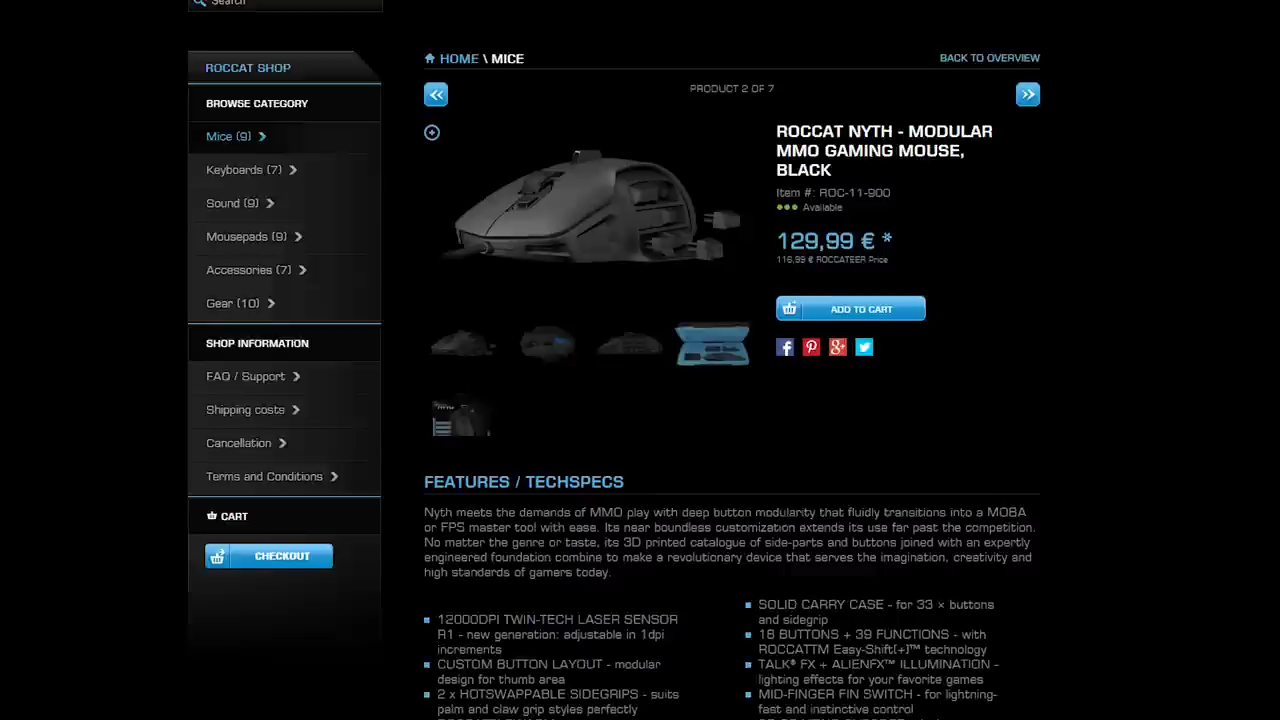 Search
ROCCAT SHOP
BROWSE CATEGORY
Mice (9)
Keyboards (7)
Sound (9)
Mousepads (9)
Accessories (7)
Gear (10)
SHOP INFORMATION
FAQ / Support
Shipping costs
Cancellation
Terms and Conditions
CART
CHECKOUT
HOME \ MICE
BACK TO OVERVIEW
PRODUCT 2 OF 7
ROCCAT NYTH - MODULAR
MMO GAMING MOUSE,
BLACK
Item #: ROC-11-900
Available
129,99 € *
116,99 € ROCCATEER Price
ADD TO CART
FEATURES / TECHSPECS
Nyth meets the demands of MMO play with deep button modularity that fluidly transitions into a MOBA
or FPS master tool with ease. Its near boundless customization extends its use far past the competition.
No matter the genre or taste, its 3D printed catalogue of side-parts and buttons joined with an expertly
engineered foundation combine to make a revolutionary device that serves the imagination, creativity and
high standards of gamers today.
12000DPI TWIN-TECH LASER SENSOR
R1 - new generation: adjustable in 1dpi
increments
CUSTOM BUTTON LAYOUT - modular
design for thumb area
2 x HOTSWAPPABLE SIDEGRIPS - suits
palm and claw grip styles perfectly
SOLID CARRY CASE - for 33 × buttons
and sidegrip
18 BUTTONS + 39 FUNCTIONS - with
ROCCATTM Easy-Shift[+]™ technology
TALK® FX + ALIENFX™ ILLUMINATION -
lighting effects for your favorite games
MID-FINGER FIN SWITCH - for lightning-
fast and instinctive control